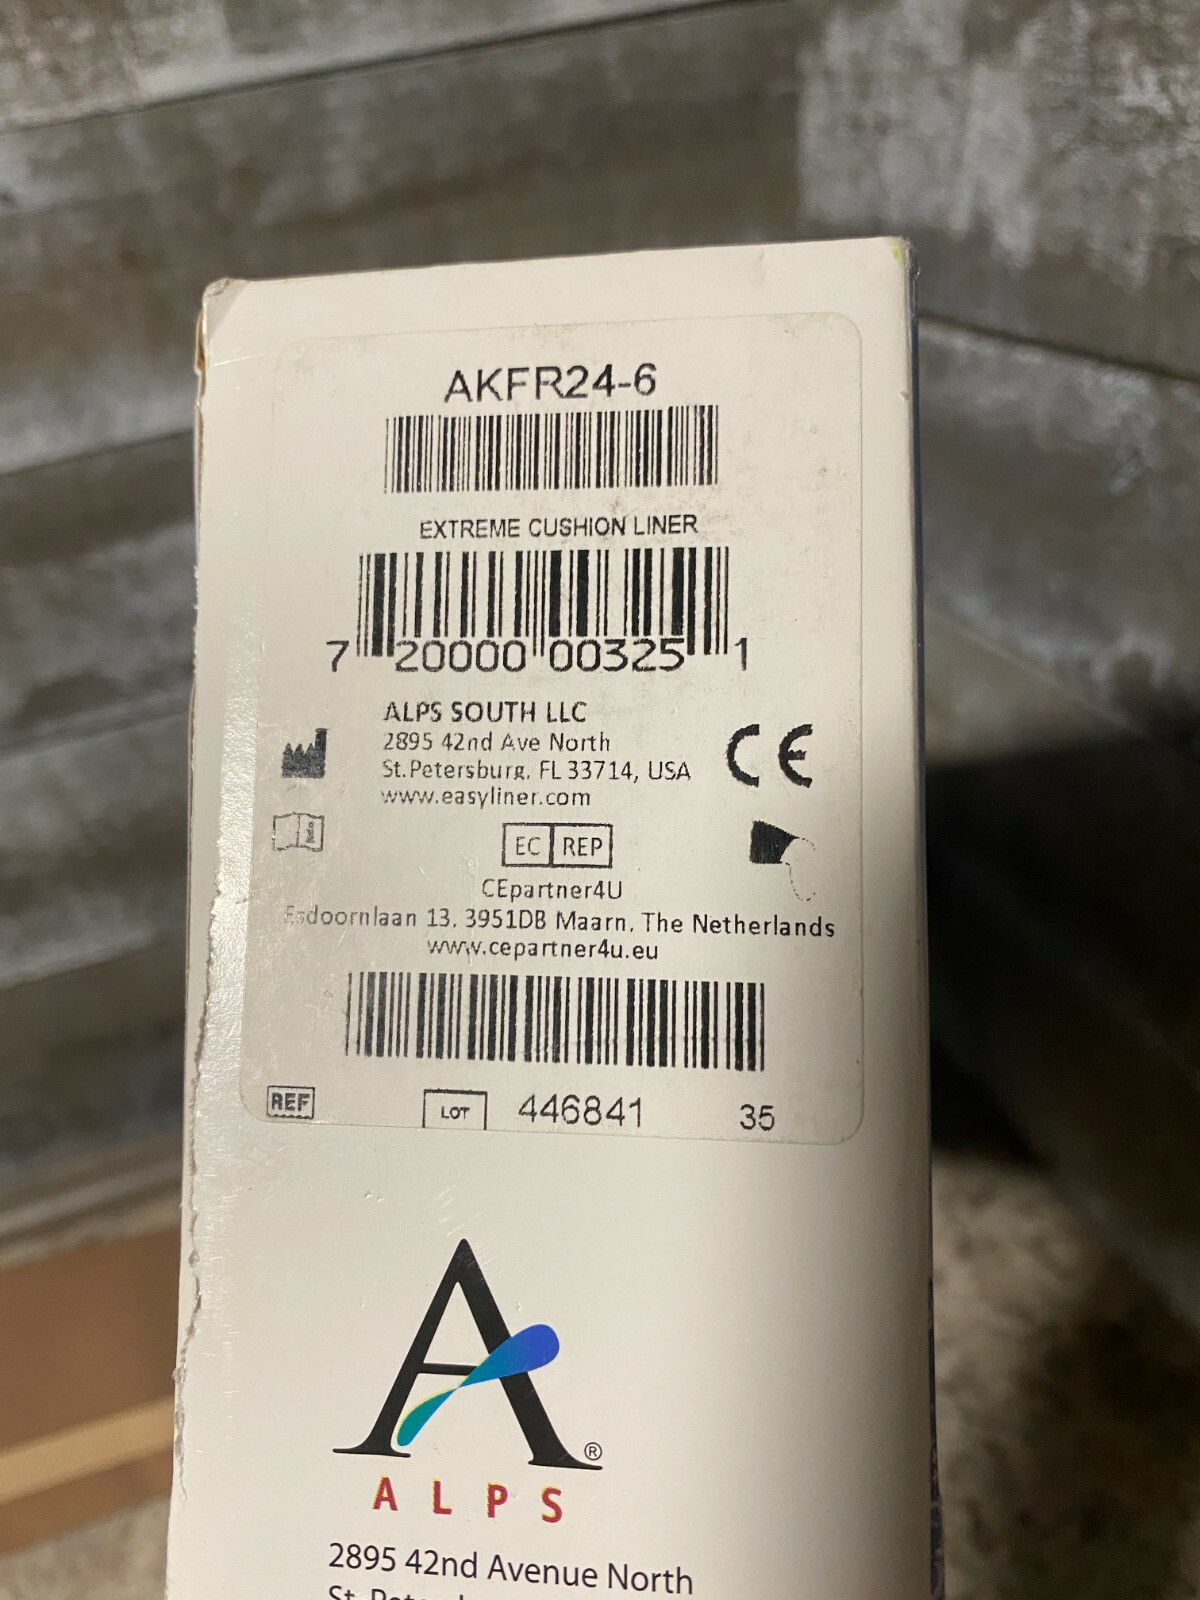 AKFR24-6
EXTREME CUSHION LINER
7 20000 00325 1
ALPS SOUTH LLC
2895 42nd Ave North
St.Petersburg, FL 33714, USA
www.easyliner.com
CE
EC REP
CEpartner4U
Esdoornlaan 13, 3951DB Maarn, The Netherlands
www.cepartner4u.eu
REF LOT 446841 35
A®
ALPS
2895 42nd Avenue North
St.